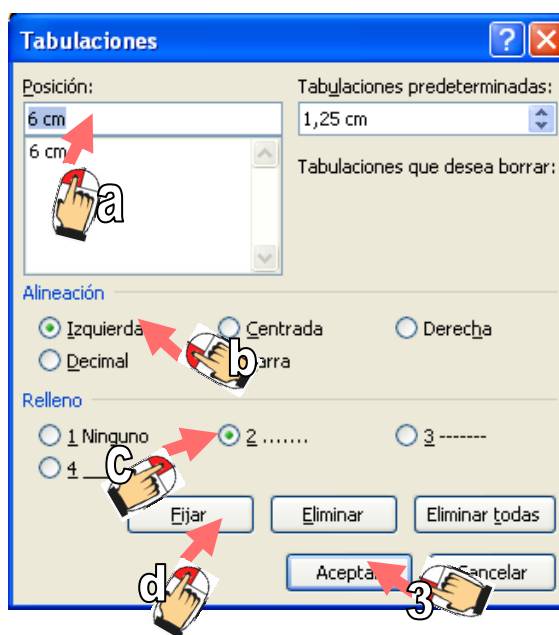 Tabulaciones
Posición:
Tabulaciones predeterminadas:
6 cm
1,25 cm
6 cm
Tabulaciones que desea borrar:
a
Alineación
Izquierda
Centrada
Derecha
b
Decimal
Relleno
1 Ninguno
2 .......
3 -------
c
4
Fijar
Eliminar
Eliminar todas
d
Cancelar
3